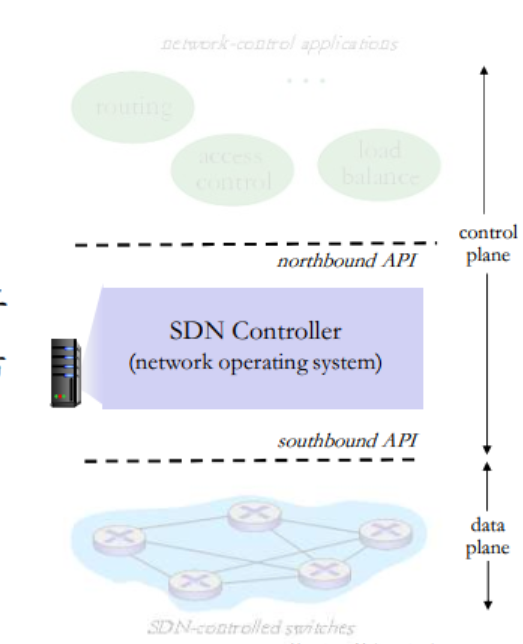 network-control applications
. . .
routing
access
control
load
balance
control
plane
northbound API
SDN Controller
(network operating system)
southbound API
data
plane
SDN-controlled switches